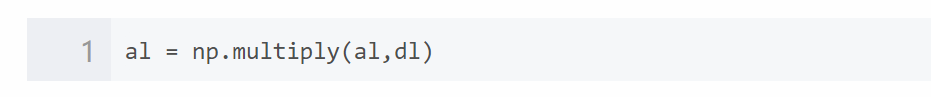 1 al = np.multiply(al,dl)